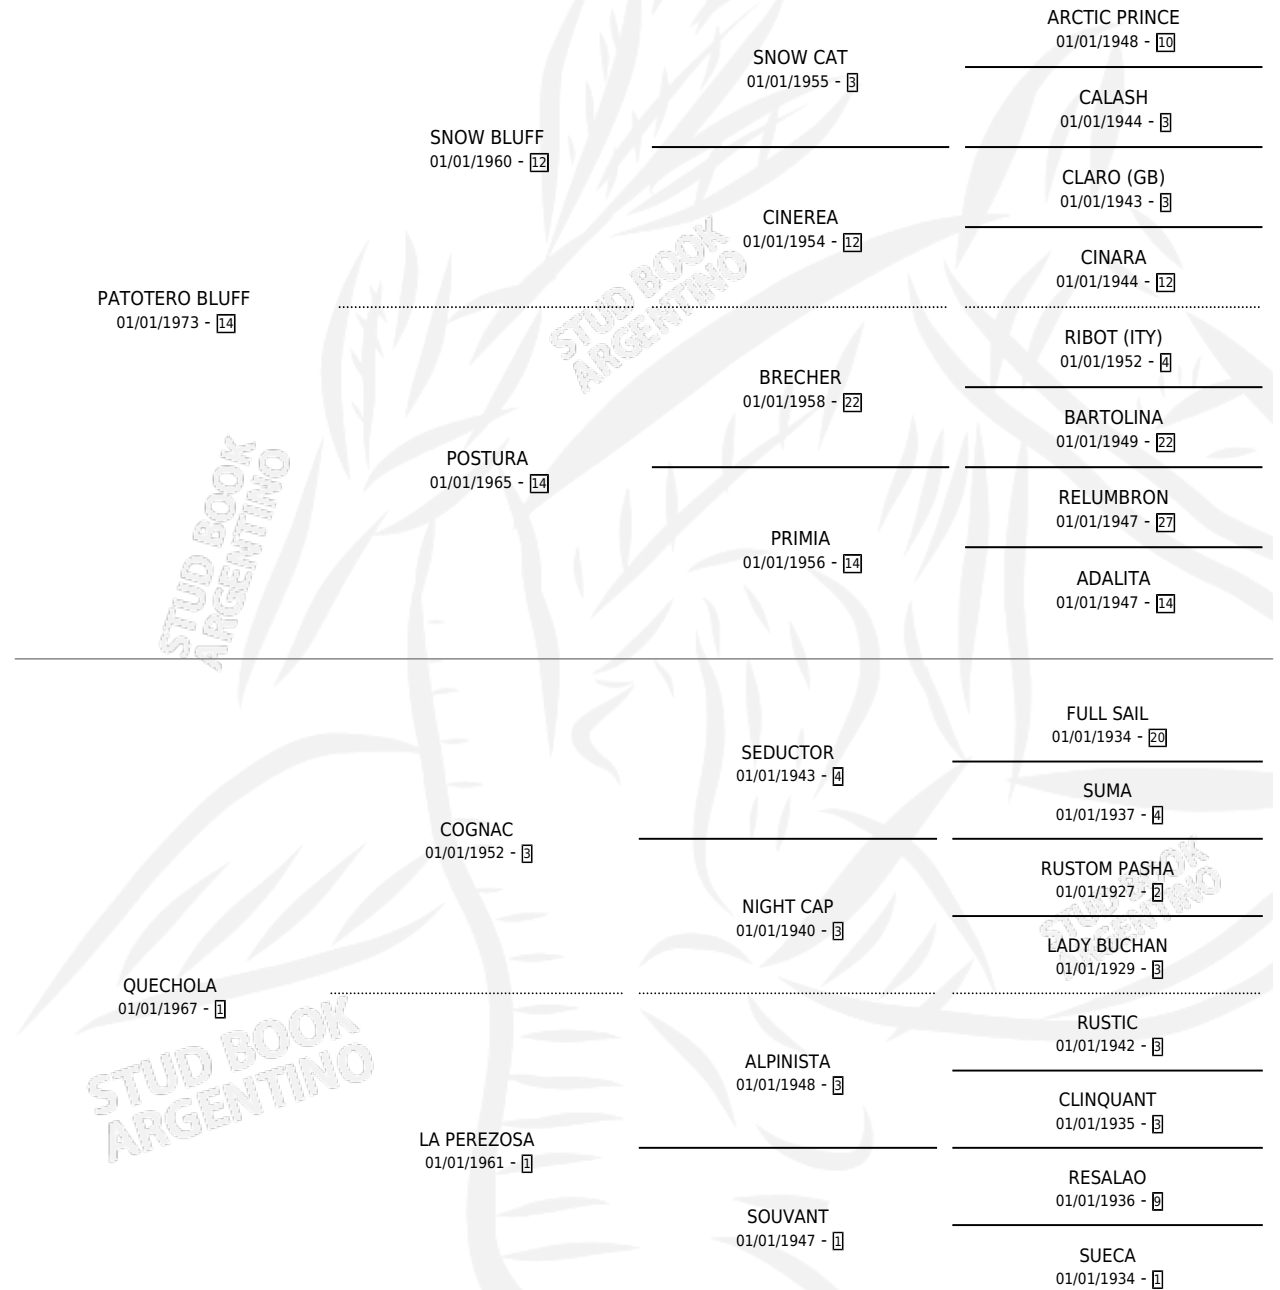 ARCTIC PRINCE
01/01/1948 - 10
SNOW CAT
01/01/1955 - 3
CALASH
01/01/1944 - 3
SNOW BLUFF
01/01/1960 - 12
CLARO (GB)
01/01/1943 - 3
CINEREA
01/01/1954 - 12
CINARA
01/01/1944 - 12
PATOTERO BLUFF
01/01/1973 - 14
RIBOT (ITY)
01/01/1952 - 4
BRECHER
01/01/1958 - 22
BARTOLINA
01/01/1949 - 22
POSTURA
01/01/1965 - 14
RELUMBRON
01/01/1947 - 27
PRIMIA
01/01/1956 - 14
ADALITA
01/01/1947 - 14
FULL SAIL
01/01/1934 - 20
SEDUCTOR
01/01/1943 - 4
SUMA
01/01/1937 - 4
COGNAC
01/01/1952 - 3
RUSTOM PASHA
01/01/1927 - 2
NIGHT CAP
01/01/1940 - 3
LADY BUCHAN
01/01/1929 - 3
QUECHOLA
01/01/1967 - 1
RUSTIC
01/01/1942 - 3
ALPINISTA
01/01/1948 - 3
CLINQUANT
01/01/1935 - 3
LA PEREZOSA
01/01/1961 - 1
RESALAO
01/01/1936 - 9
SOUVANT
01/01/1947 - 1
SUECA
01/01/1934 - 1
STUD BOOK
ARGENTINO
STUD BOOK
ARGENTINO
STUD BOOK
ARGENTINO
STUD BOOK
ARGENTINO